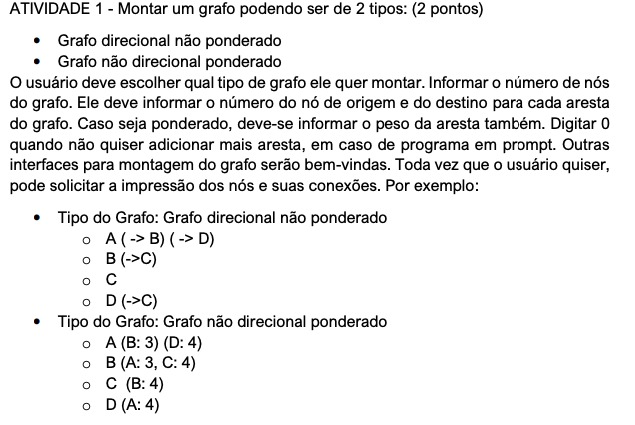 ATIVIDADE 1 - Montar um grafo podendo ser de 2 tipos: (2 pontos)
• Grafo direcional não ponderado
• Grafo não direcional ponderado
O usuário deve escolher qual tipo de grafo ele quer montar. Informar o número de nós
do grafo. Ele deve informar o número do nó de origem e do destino para cada aresta
do grafo. Caso seja ponderado, deve-se informar o peso da aresta também. Digitar 0
quando não quiser adicionar mais aresta, em caso de programa em prompt. Outras
interfaces para montagem do grafo serão bem-vindas. Toda vez que o usuário quiser,
pode solicitar a impressão dos nós e suas conexões. Por exemplo:
• Tipo do Grafo: Grafo direcional não ponderado
o A ( -> B) ( -> D)
o B (->C)
o C
o D (->C)
• Tipo do Grafo: Grafo não direcional ponderado
o A (B: 3) (D: 4)
o B (A: 3, C: 4)
o C (B: 4)
o D (A: 4)